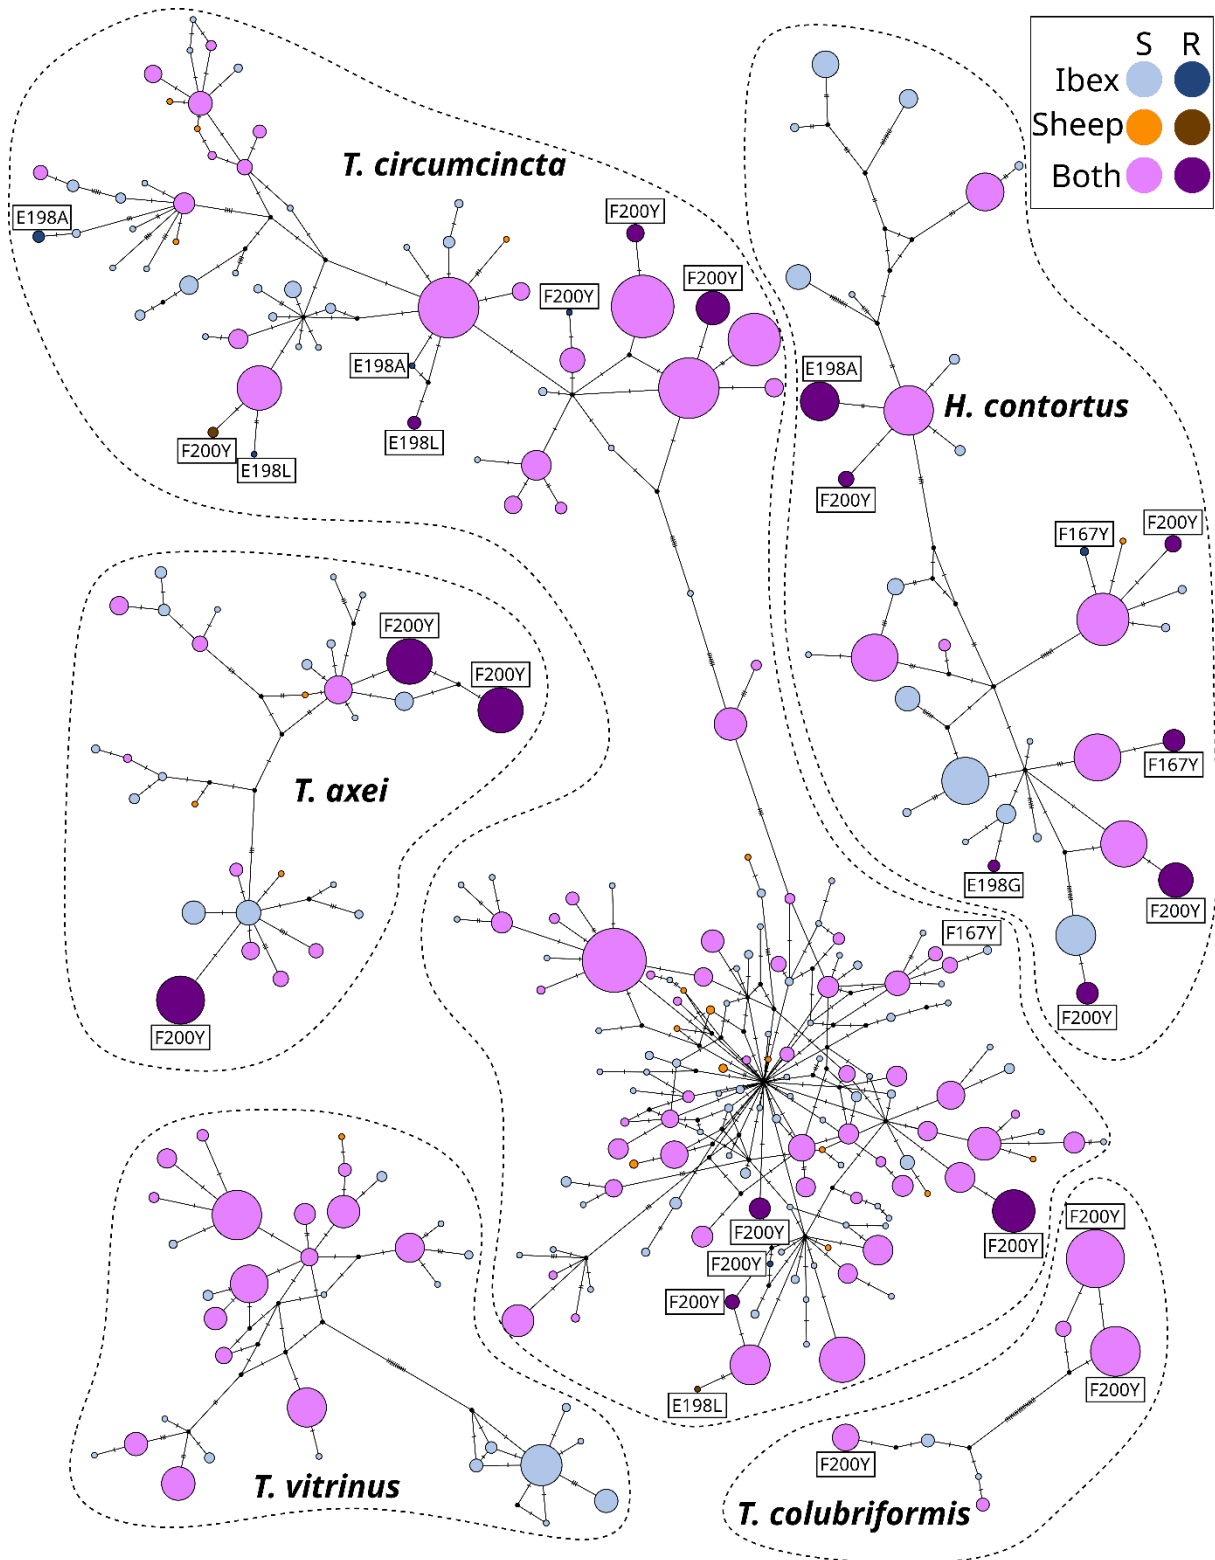 S R
Ibex
Sheep
Both
T. circumcincta
F200Y
E198A
F200Y
F200Y
E198A
E198A
H. contortus
F200Y
E198L
E198L
F200Y
F167Y
F200Y
F200Y
F200Y
T. axei
F167Y
E198G
F200Y
F167Y
F200Y
F200Y
F200Y
F200Y
F200Y
F200Y
F200Y
F200Y
E198L
F200Y
T. vitrinus
T. colubriformis